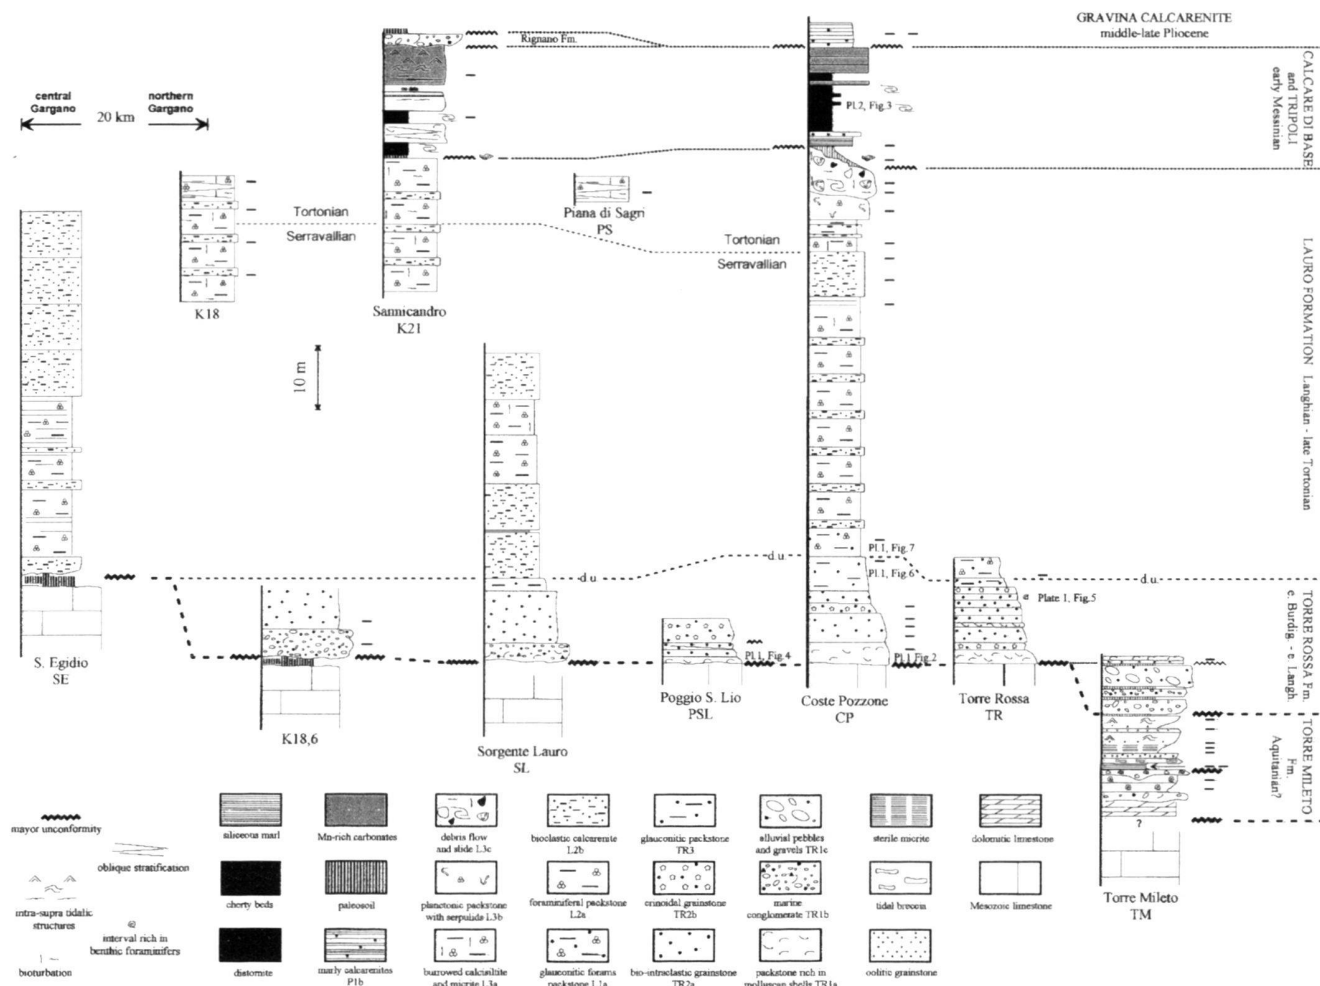 GRAVINA CALCARENITE
middle-late Pliocene
Rignano Fm.
CALCARE DI BASE
and TRIPOLI
early Messinian
central
Gargano
northern
Gargano
20 km
Pl.2, Fig.3
Piana di Sagri
PS
Tortonian
Serravallian
Tortonian
Serravallian
K18
Sannicandro
K21
LAURO FORMATION Langhian - late Tortonian
10 m
Pl.1, Fig.7
d.u.
Pl.1, Fig.6
d.u.
d.u.
Plate 1, Fig.5
TORRE ROSSA Fm.
e. Burdig. - e. Langh.
S. Egidio
SE
Pl.1, Fig.4
Pl.1 Fig.2
Poggio S. Lio
PSL
Coste Pozzone
CP
Torre Rossa
TR
K18,6
Sorgente Lauro
SL
TORRE MILETO
Fm.
Aquitanian?
?
Torre Mileto
TM
mayor unconformity
oblique stratification
intra-supra tidalic
structures
interval rich in
benthic foraminifers
bioturbation
siliceous marl
Mn-rich carbonates
debris flow
and slide L3c
bioclastic calcarenite
L2b
glauconitic packstone
TR3
alluvial pebbles
and gravels TR1c
sterile micrite
dolomitic limestone
cherty beds
paleosoil
planctonic packstone
with serpulids L3b
foraminiferal packstone
L2a
crinoidal grainstone
TR2b
marine
conglomerate TR1b
tidal breccia
Mesozoic limestone
diatomite
marly calcarenites
P1b
burrowed calcisiltite
and micrite L3a
glauconitic forams
packstone L1a
bio-intraclastic grainstone
TR2a
packstone rich in
molluscan shells TR1a
oolitic grainstone